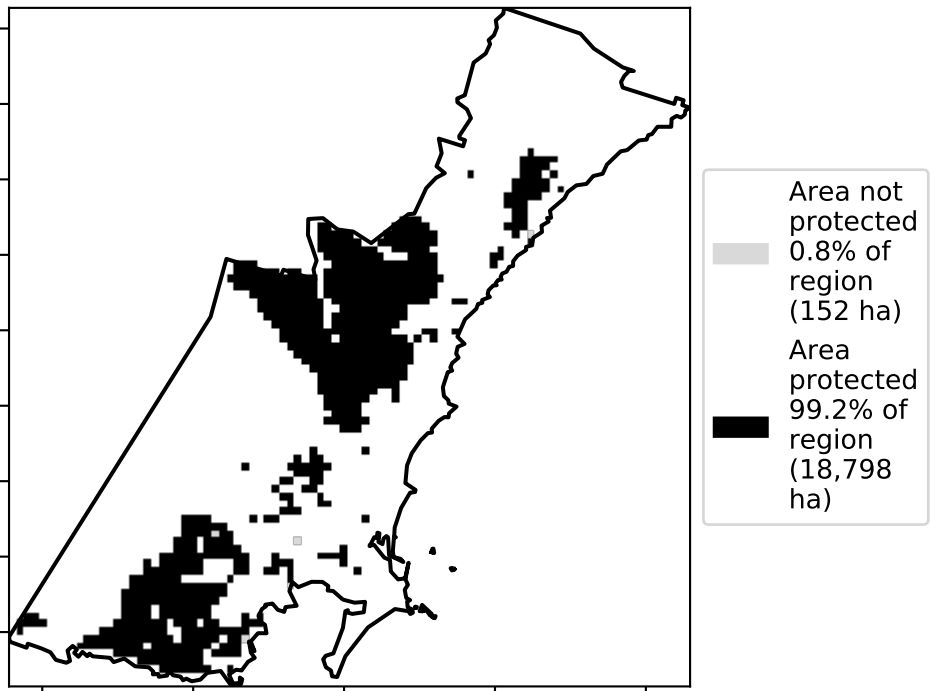 Area not
protected
0.8% of
region
(152 ha)
Area
protected
99.2% of
region
(18,798
ha)